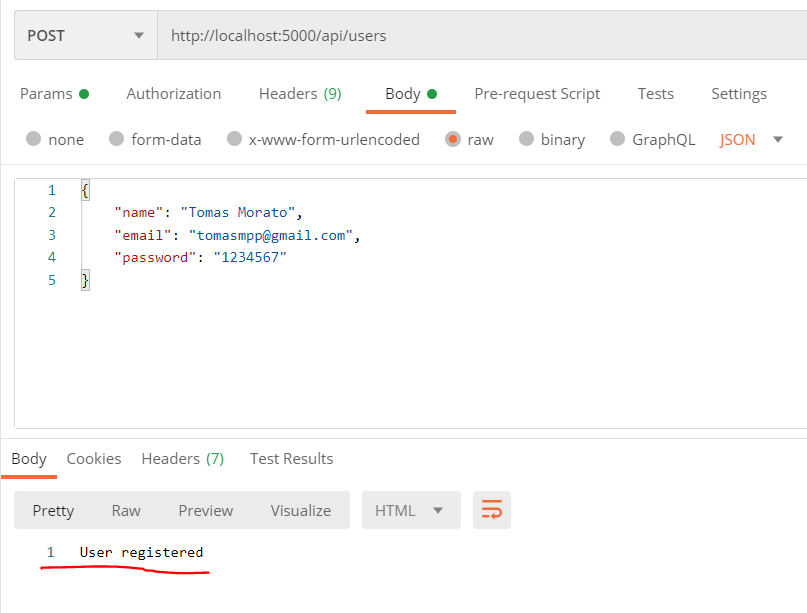 POST http://localhost:5000/api/users
Params Authorization Headers (9) Body Pre-request Script Tests Settings
none form-data x-www-form-urlencoded raw binary GraphQL JSON
1 {
2 "name": "Tomas Morato",
3 "email": "tomasmpp@gmail.com",
4 "password": "1234567"
5 }
Body Cookies Headers (7) Test Results
Pretty Raw Preview Visualize HTML
1 User registered